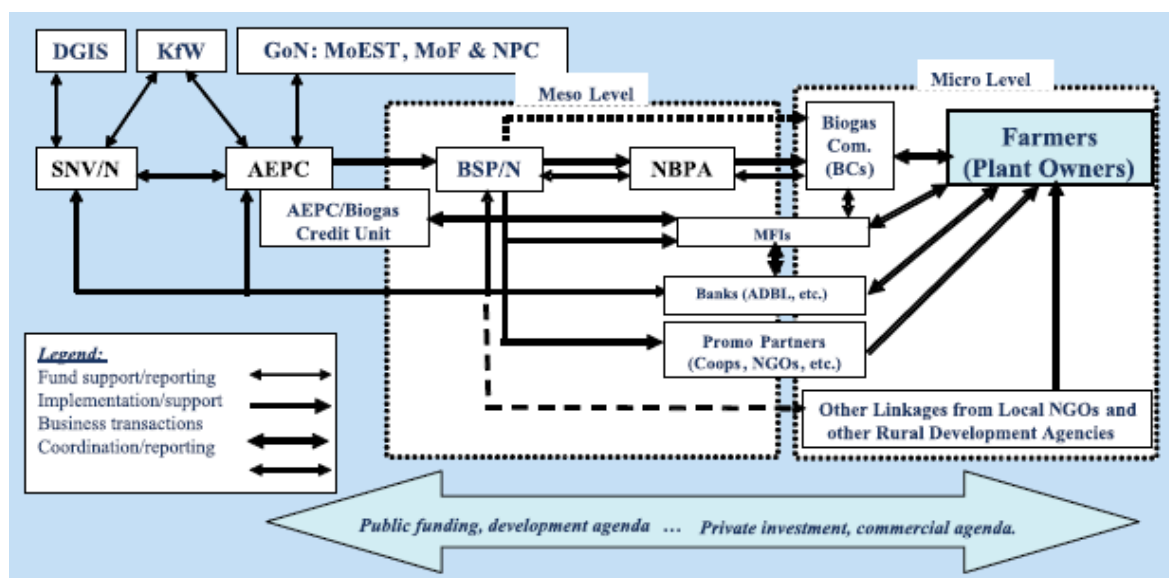 DGIS
KfW
GoN: MoEST, MoF & NPC
Meso Level
Micro Level
SNV/N
AEPC
BSP/N
NBPA
Biogas
Com.
(BCs)
Farmers
(Plant Owners)
AEPC/Biogas
Credit Unit
MFIs
Banks (ADBL, etc.)
Promo Partners
(Coops, NGOs, etc.)
Other Linkages from Local NGOs and
other Rural Development Agencies
Legend:
Fund support/reporting
Implementation/support
Business transactions
Coordination/reporting
Public funding, development agenda … Private investment, commercial agenda.